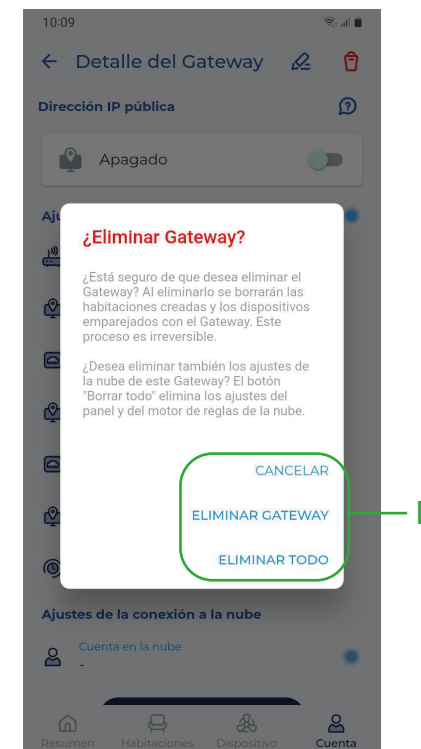 10:09
Detalle del Gateway
Dirección IP pública
Apagado
Aju
¿Eliminar Gateway?
¿Está seguro de que desea eliminar el
Gateway? Al eliminarlo se borrarán las
habitaciones creadas y los dispositivos
emparejados con el Gateway. Este
proceso es irreversible.
¿Desea eliminar también los ajustes de
la nube de este Gateway? El botón
"Borrar todo" elimina los ajustes del
panel y del motor de reglas de la nube.
CANCELAR
ELIMINAR GATEWAY
ELIMINAR TODO
Ajustes de la conexión a la nube
Cuenta en la nube
-
Resumen Habitaciones Dispositivo Cuenta